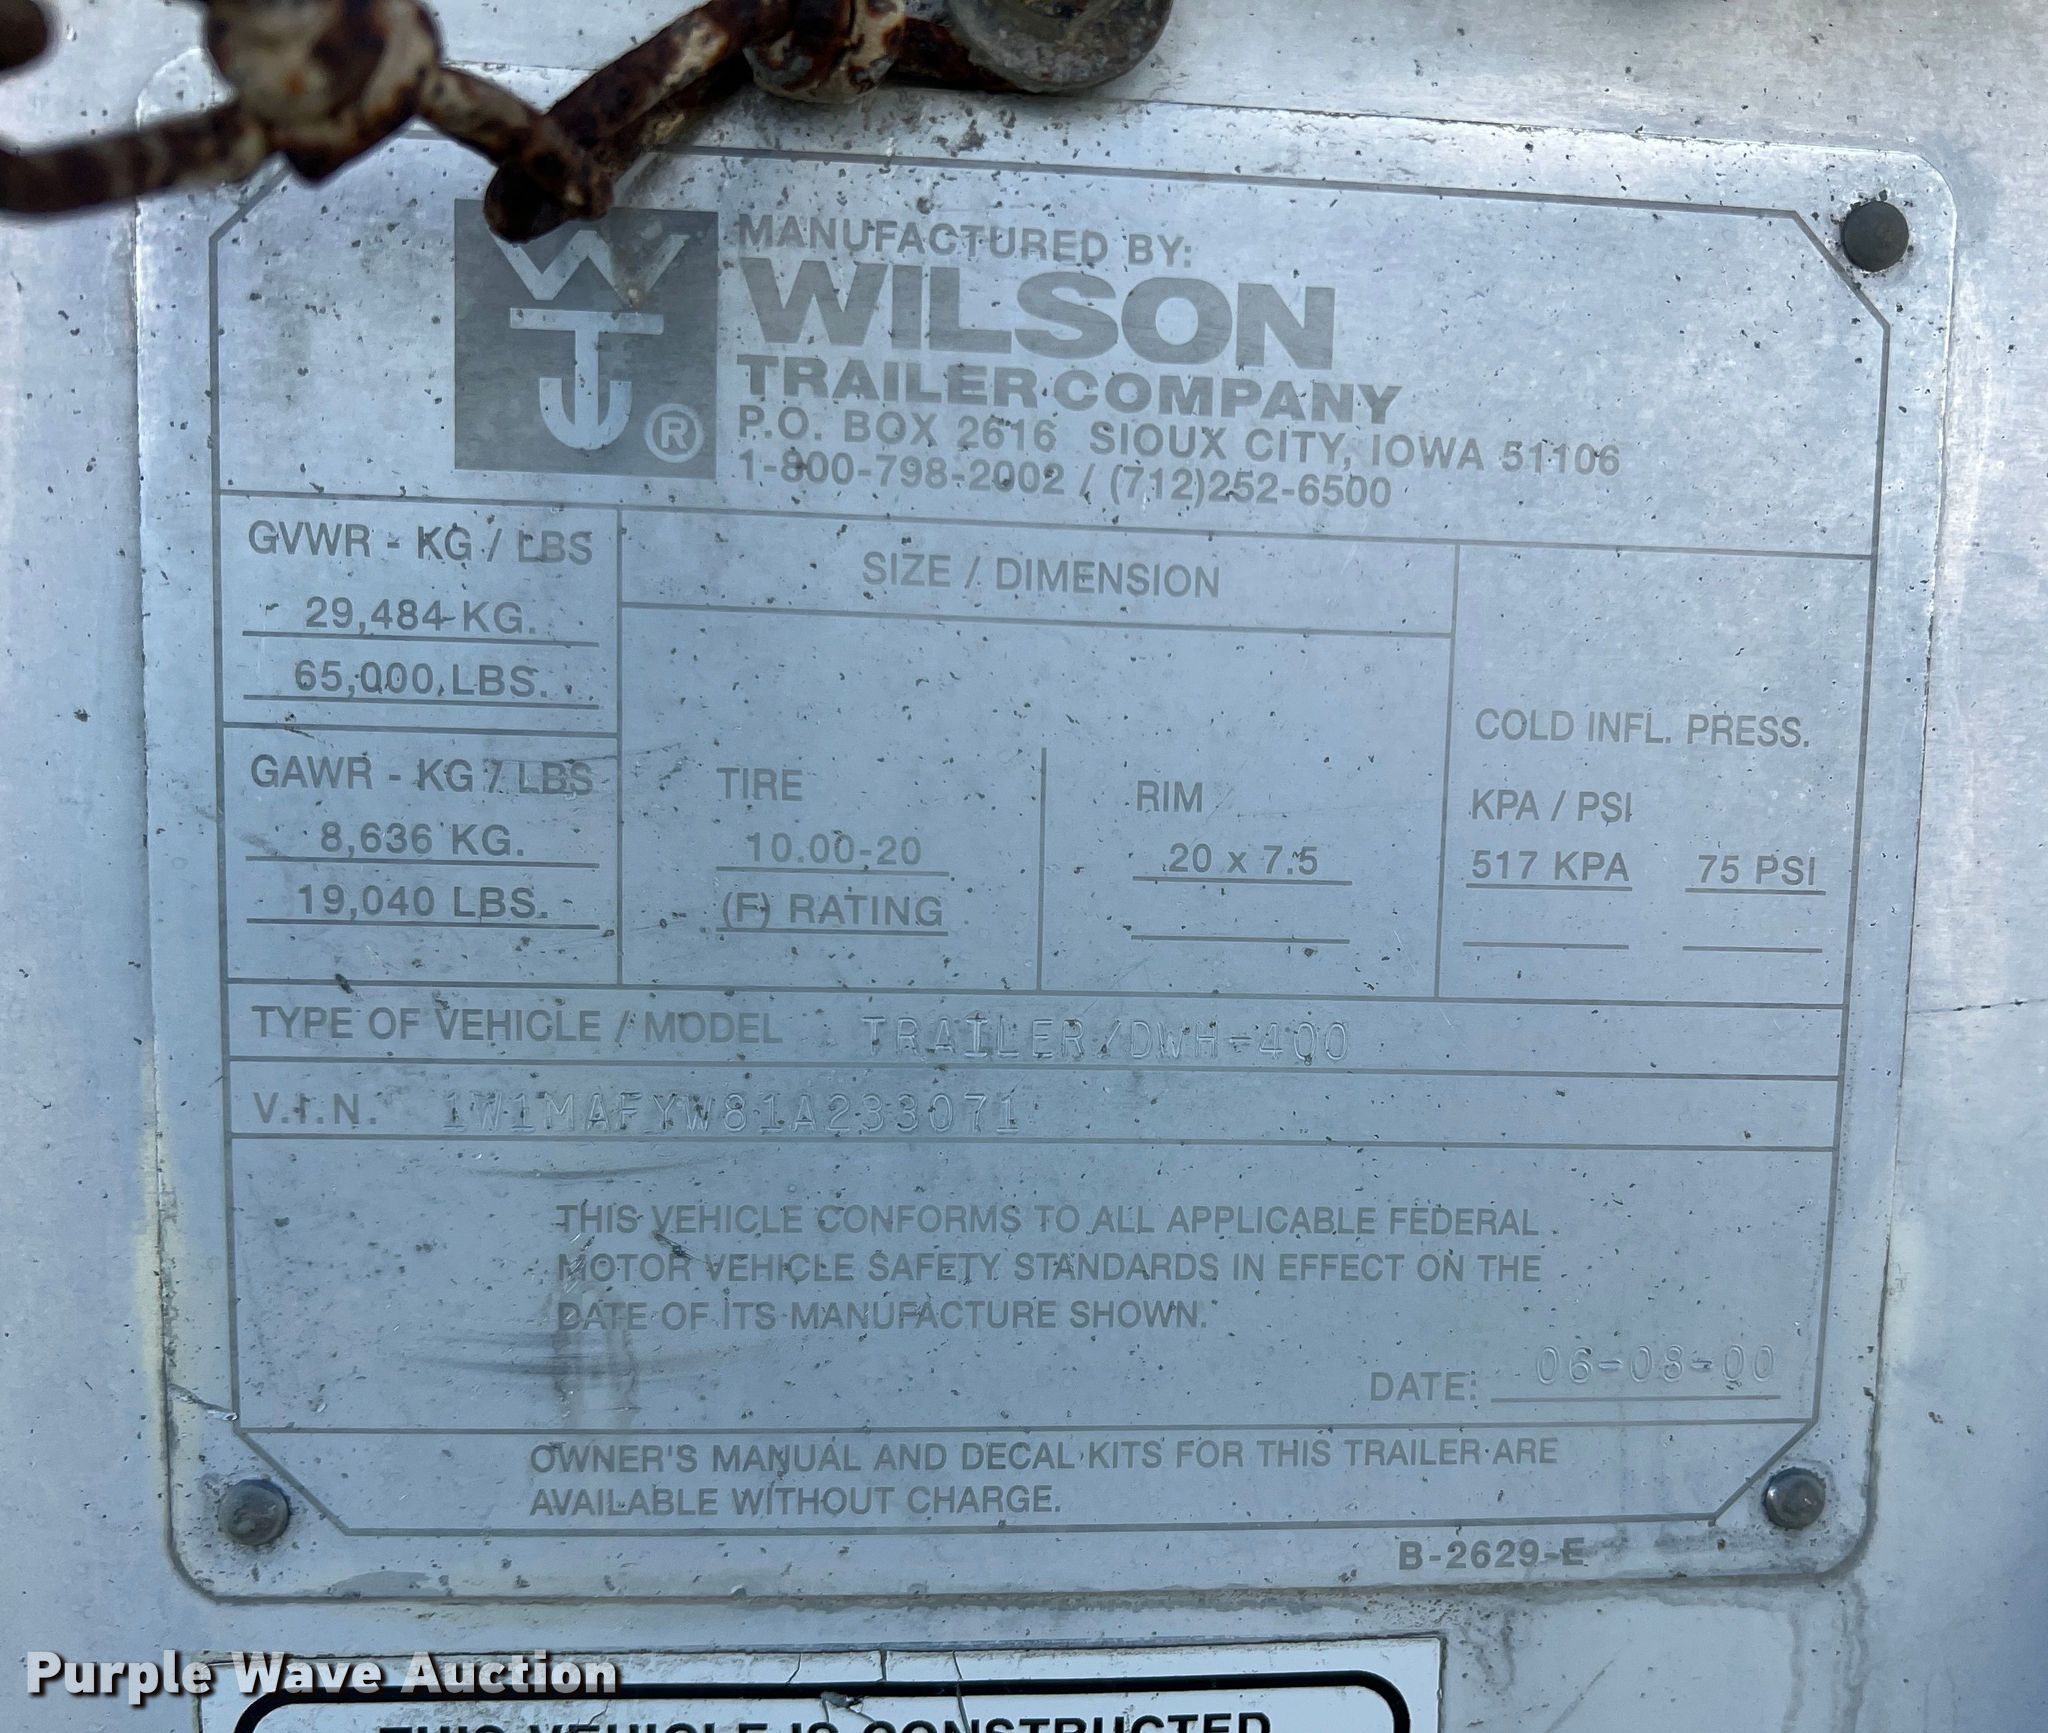 MANUFACTURED BY:
WILSON
TRAILER COMPANY
P.O. BOX 2616 SIOUX CITY, IOWA 51106
1-800-798-2002 / (712)252-6500
WTJ ®
GVWR - KG / LBS
29,484 KG.
65,000 LBS.
GAWR - KG / LBS
8,636 KG.
19,040 LBS.
SIZE / DIMENSION
TIRE
10.00-20
(F) RATING
RIM
20 x 7.5
COLD INFL. PRESS.
KPA / PSI
517 KPA 75 PSI
TYPE OF VEHICLE / MODEL TRAILER/DWH-400
V.I.N. 1W1MAFYW81A233071
THIS VEHICLE CONFORMS TO ALL APPLICABLE FEDERAL
MOTOR VEHICLE SAFETY STANDARDS IN EFFECT ON THE
DATE OF ITS MANUFACTURE SHOWN.
DATE: 06-08-00
OWNER'S MANUAL AND DECAL KITS FOR THIS TRAILER ARE
AVAILABLE WITHOUT CHARGE.
B-2629-E
Purple Wave Auction
THIS VEHICLE IS CONSTRUCTED